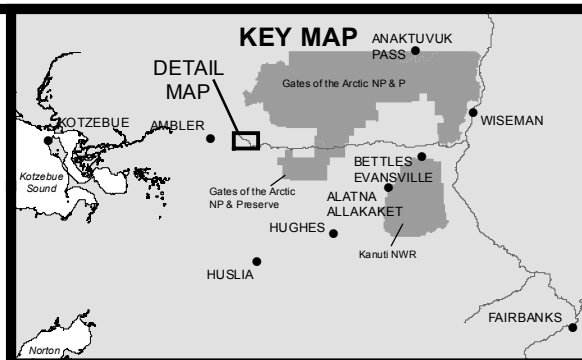 KEY MAP
ANAKTUVUK
PASS
DETAIL
MAP
Gates of the Arctic NP & P
KOTZEBUE
AMBLER
WISEMAN
Kotzebue
Sound
BETTLES
EVANSVILLE
Gates of the Arctic
NP & Preserve
ALATNA
ALLAKAKET
HUGHES
Kanuti NWR
HUSLIA
FAIRBANKS
Norton